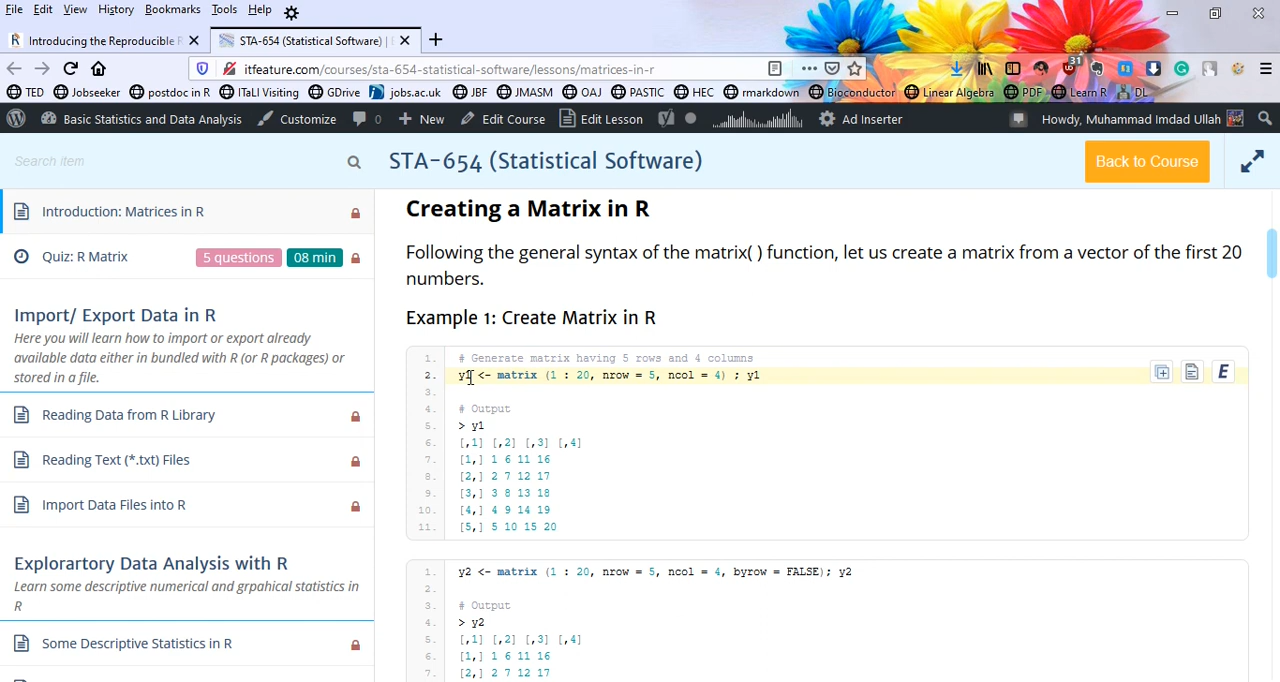 File Edit View History Bookmarks Tools Help
Introducing the Reproducible R
STA-654 (Statistical Software) |
itfeature.com/courses/sta-654-statistical-software/lessons/matrices-in-r
31
TED Jobseeker postdoc in R ITaLI Visiting GDrive jobs.ac.uk JBF JMASM OAJ PASTIC HEC rmarkdown Bioconductor Linear Algebra PDF Learn R DL
Basic Statistics and Data Analysis Customize 0 New Edit Course Edit Lesson Ad Inserter Howdy, Muhammad Imdad Ullah
Search item
STA-654 (Statistical Software)
Back to Course
Introduction: Matrices in R
Quiz: R Matrix 5 questions 08 min
Import/ Export Data in R
Here you will learn how to import or export already
available data either in bundled with R (or R packages) or
stored in a file.
Reading Data from R Library
Reading Text (*.txt) Files
Import Data Files into R
Explorartory Data Analysis with R
Learn some descriptive numerical and grpahical statistics in
R
Some Descriptive Statistics in R
Creating a Matrix in R
Following the general syntax of the matrix( ) function, let us create a matrix from a vector of the first 20
numbers.
Example 1: Create Matrix in R
1. # Generate matrix having 5 rows and 4 columns
2. y1 <- matrix (1 : 20, nrow = 5, ncol = 4) ; y1
3.
4. # Output
5. > y1
6. [,1] [,2] [,3] [,4]
7. [1,] 1 6 11 16
8. [2,] 2 7 12 17
9. [3,] 3 8 13 18
10. [4,] 4 9 14 19
11. [5,] 5 10 15 20
E
1. y2 <- matrix (1 : 20, nrow = 5, ncol = 4, byrow = FALSE); y2
2.
3. # Output
4. > y2
5. [,1] [,2] [,3] [,4]
6. [1,] 1 6 11 16
7. [2,] 2 7 12 17